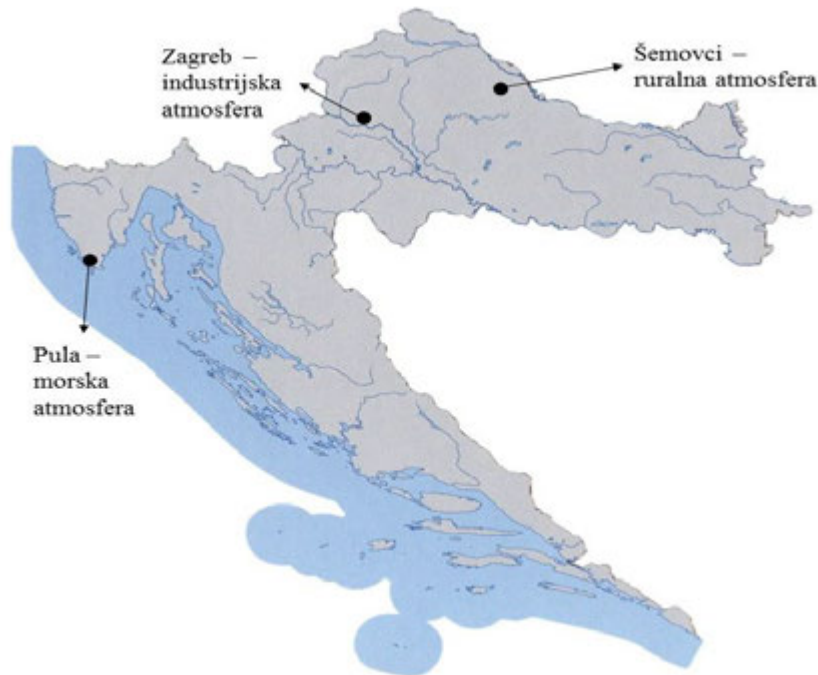 Zagreb –
industrijska
atmosfera
Šemovci –
ruralna atmosfera
Pula –
morska
atmosfera